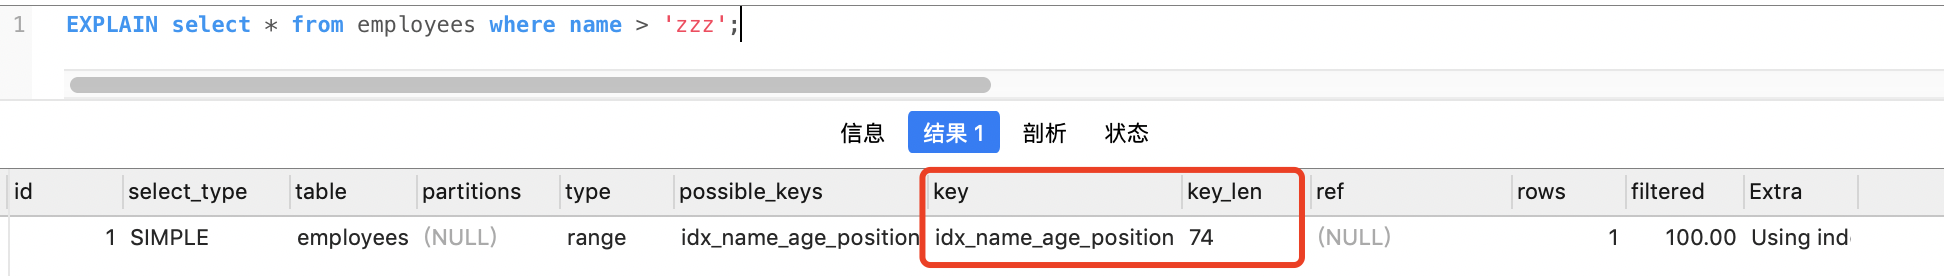 1 EXPLAIN select * from employees where name > 'zzz';
信息 结果 1 剖析 状态
id select_type table partitions type possible_keys key key_len ref rows filtered Extra
1 SIMPLE employees (NULL) range idx_name_age_position idx_name_age_position 74 (NULL) 1 100.00 Using ind